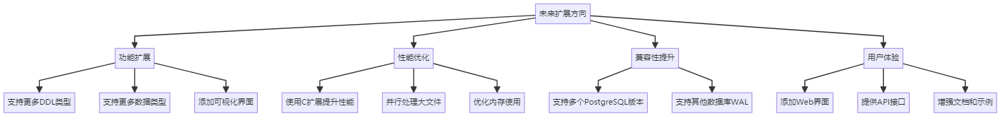 未来扩展方向
功能扩展
性能优化
兼容性提升
用户体验
支持更多DDL类型
支持更多数据类型
添加可视化界面
使用C扩展提升性能
并行处理大文件
优化内存使用
支持多个PostgreSQL版本
支持其他数据库WAL
添加Web界面
提供API接口
增强文档和示例